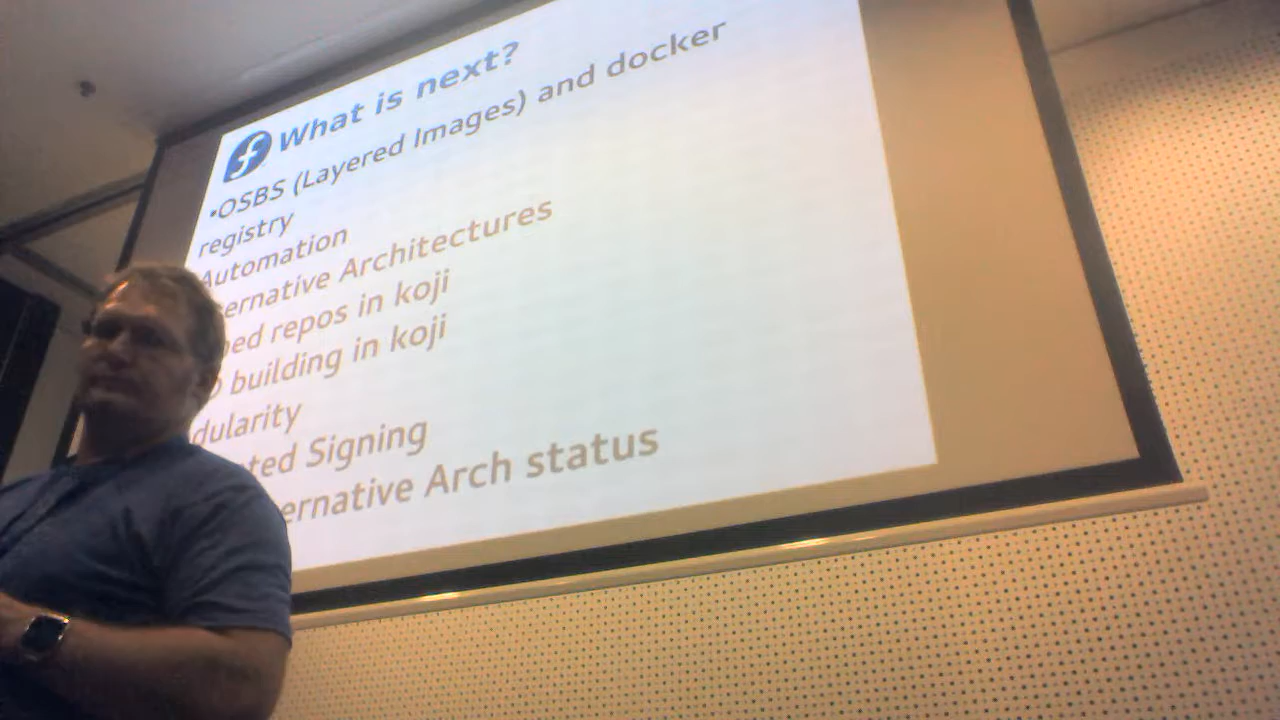 What is next?
•OSBS (Layered Images) and docker
registry
Automation
ernative Architectures
ped repos in koji
building in koji
dularity
ted Signing
ernative Arch status